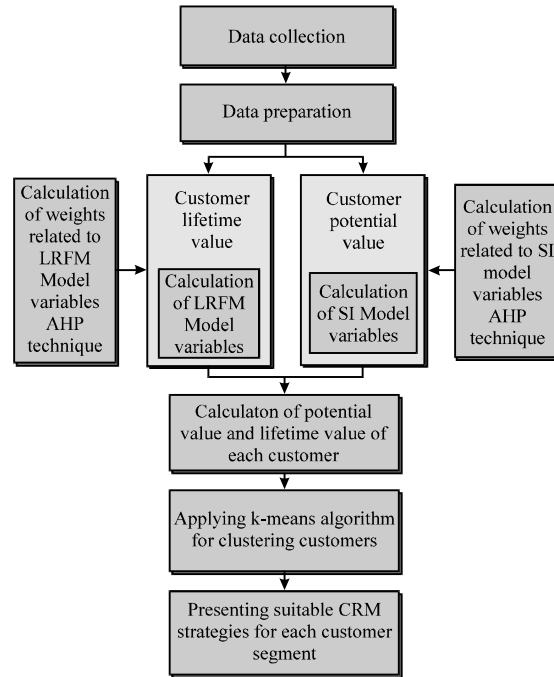 Data collection
Data preparation
Calculation
of weights
related to
LRFM
Model
variables
AHP
technique
Customer
lifetime
value
Calculation
of LRFM
Model
variables
Customer
potential
value
Calculation
of SI Model
variables
Calculation
of weights
related to SI
model
variables
AHP
technique
Calculaton of potential
value and lifetime value of
each customer
Applying k-means algorithm
for clustering customers
Presenting suitable CRM
strategies for each customer
segment